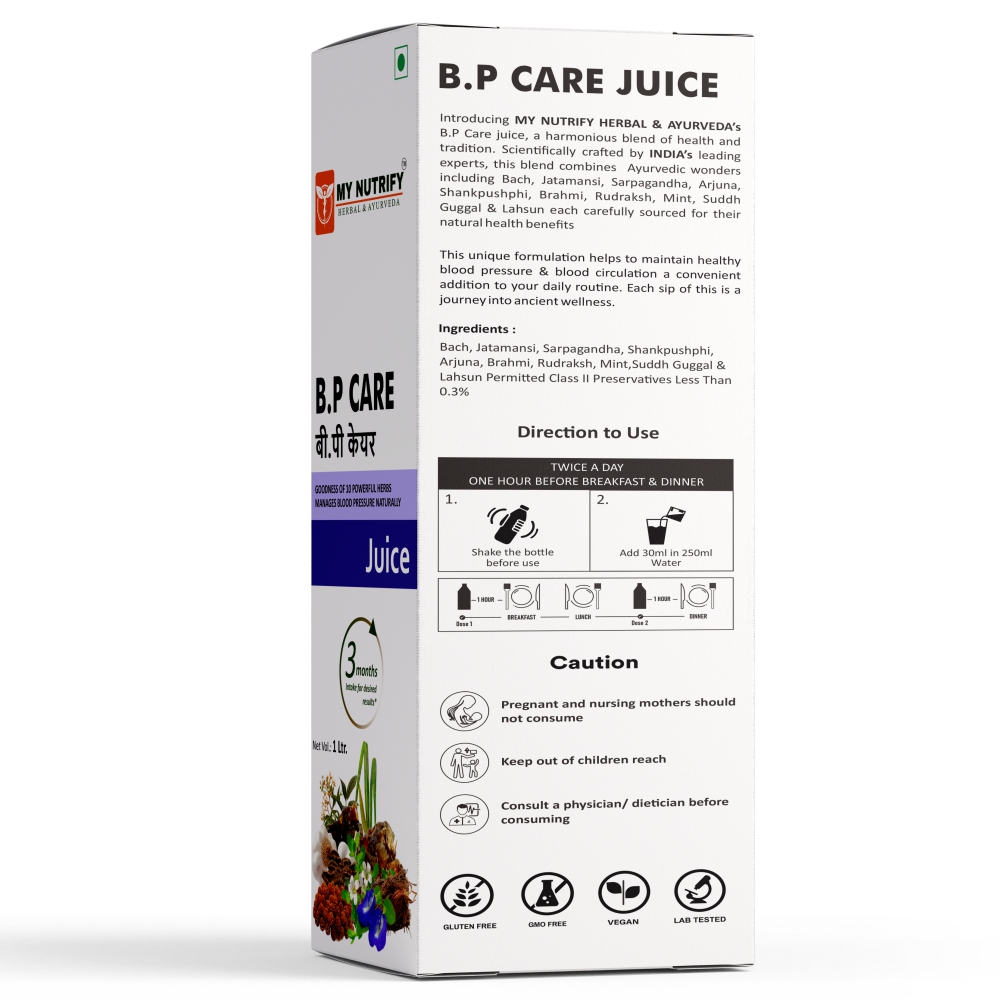 MY NUTRIFY
HERBAL & AYURVEDA
TM
B.P CARE
बी.पी केयर
GOODNESS OF 10 POWERFUL HERBS
MANAGES BLOOD PRESSURE NATURALLY
Juice
3 months
Intake for desired
results*
Net Vol.: 1 Ltr.
B.P CARE JUICE
Introducing MY NUTRIFY HERBAL & AYURVEDA's
B.P Care juice, a harmonious blend of health and
tradition. Scientifically crafted by INDIA's leading
experts, this blend combines Ayurvedic wonders
including Bach, Jatamansi, Sarpagandha, Arjuna,
Shankpushphi, Brahmi, Rudraksh, Mint, Suddh
Guggal & Lahsun each carefully sourced for their
natural health benefits
This unique formulation helps to maintain healthy
blood pressure & blood circulation a convenient
addition to your daily routine. Each sip of this is a
journey into ancient wellness.
Ingredients :
Bach, Jatamansi, Sarpagandha, Shankpushphi,
Arjuna, Brahmi, Rudraksh, Mint,Suddh Guggal &
Lahsun Permitted Class II Preservatives Less Than
0.3%
Direction to Use
TWICE A DAY
ONE HOUR BEFORE BREAKFAST & DINNER
1.
Shake the bottle
before use
2.
Add 30ml in 250ml
Water
1 HOUR
1 HOUR
Dose 1
BREAKFAST
LUNCH
Dose 2
DINNER
Caution
Pregnant and nursing mothers should
not consume
Keep out of children reach
Consult a physician/ dietician before
consuming
GLUTEN FREE
GMO FREE
VEGAN
LAB TESTED